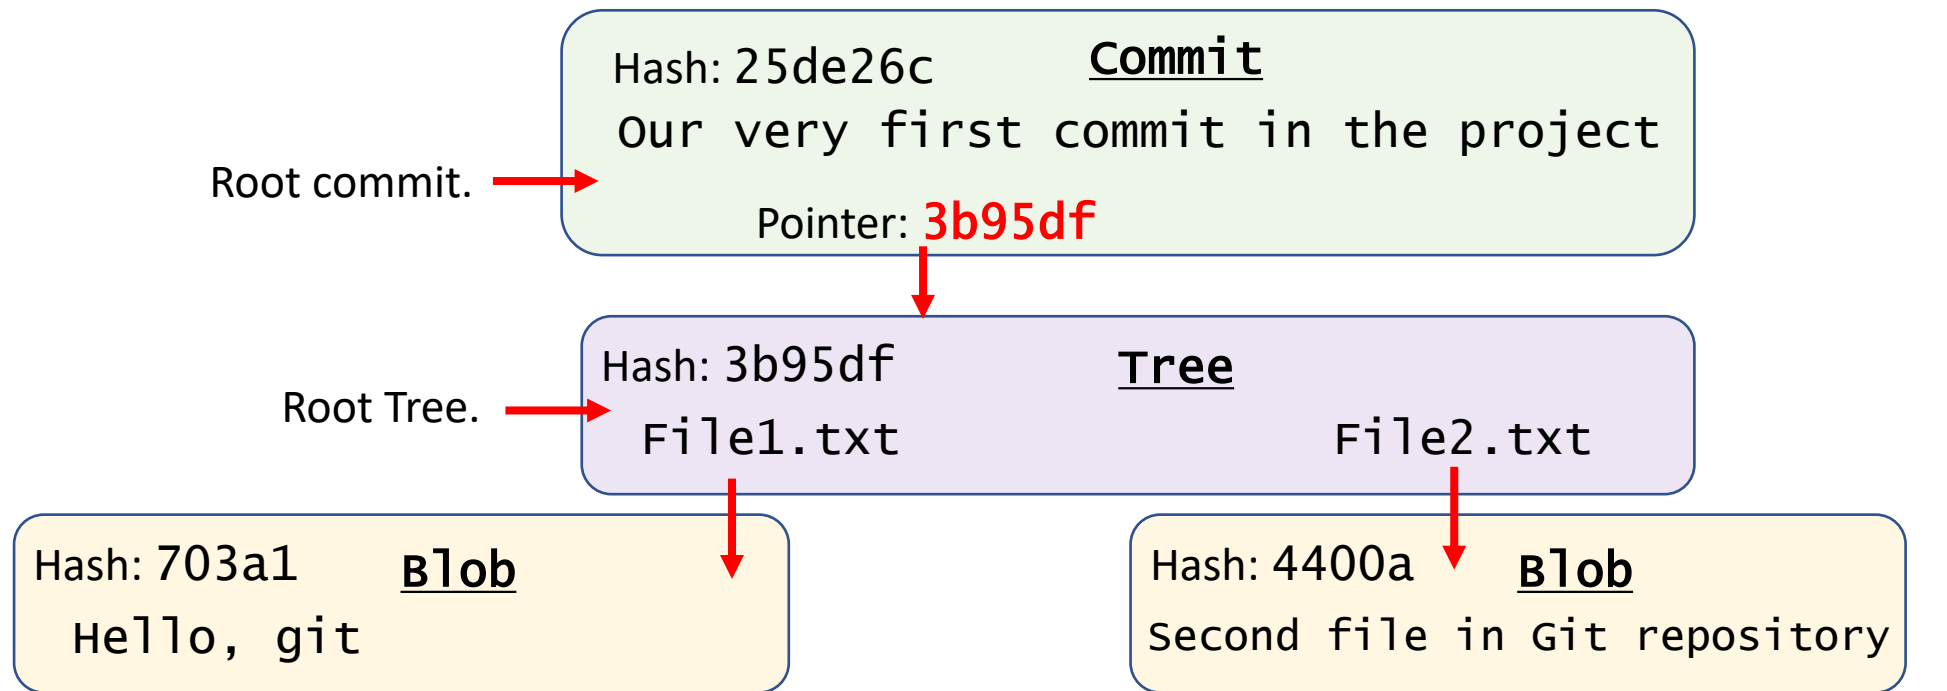 Hash: 25de26c Commit
Our very first commit in the project
Root commit.
Pointer: 3b95df
Hash: 3b95df Tree
Root Tree.
File1.txt File2.txt
Hash: 703a1 Blob
Hello, git
Hash: 4400a Blob
Second file in Git repository